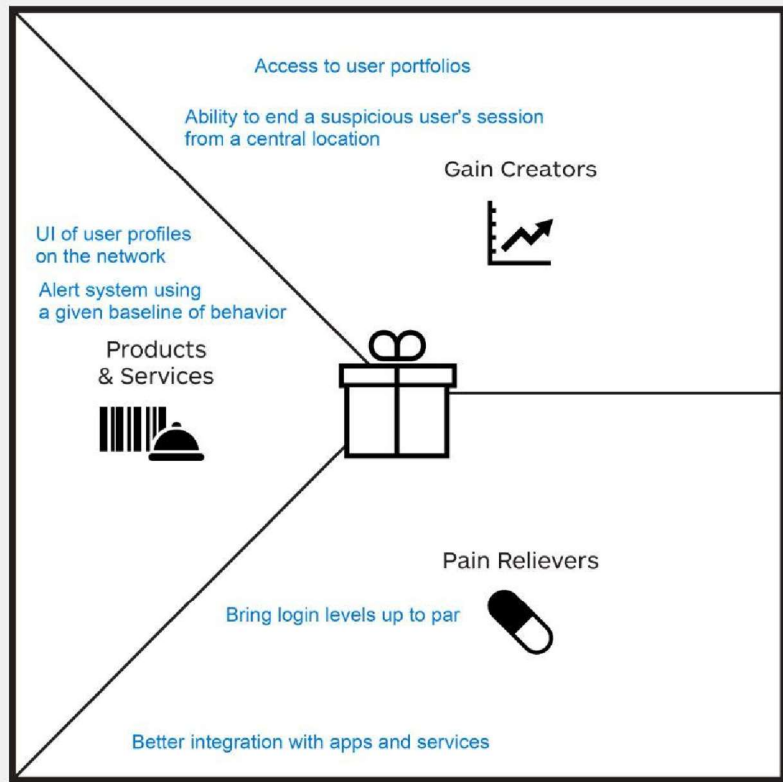 Access to user portfolios
Ability to end a suspicious user's session
from a central location
Gain Creators
UI of user profiles
on the network
Alert system using
a given baseline of behavior
Products
& Services
Pain Relievers
Bring login levels up to par
Better integration with apps and services